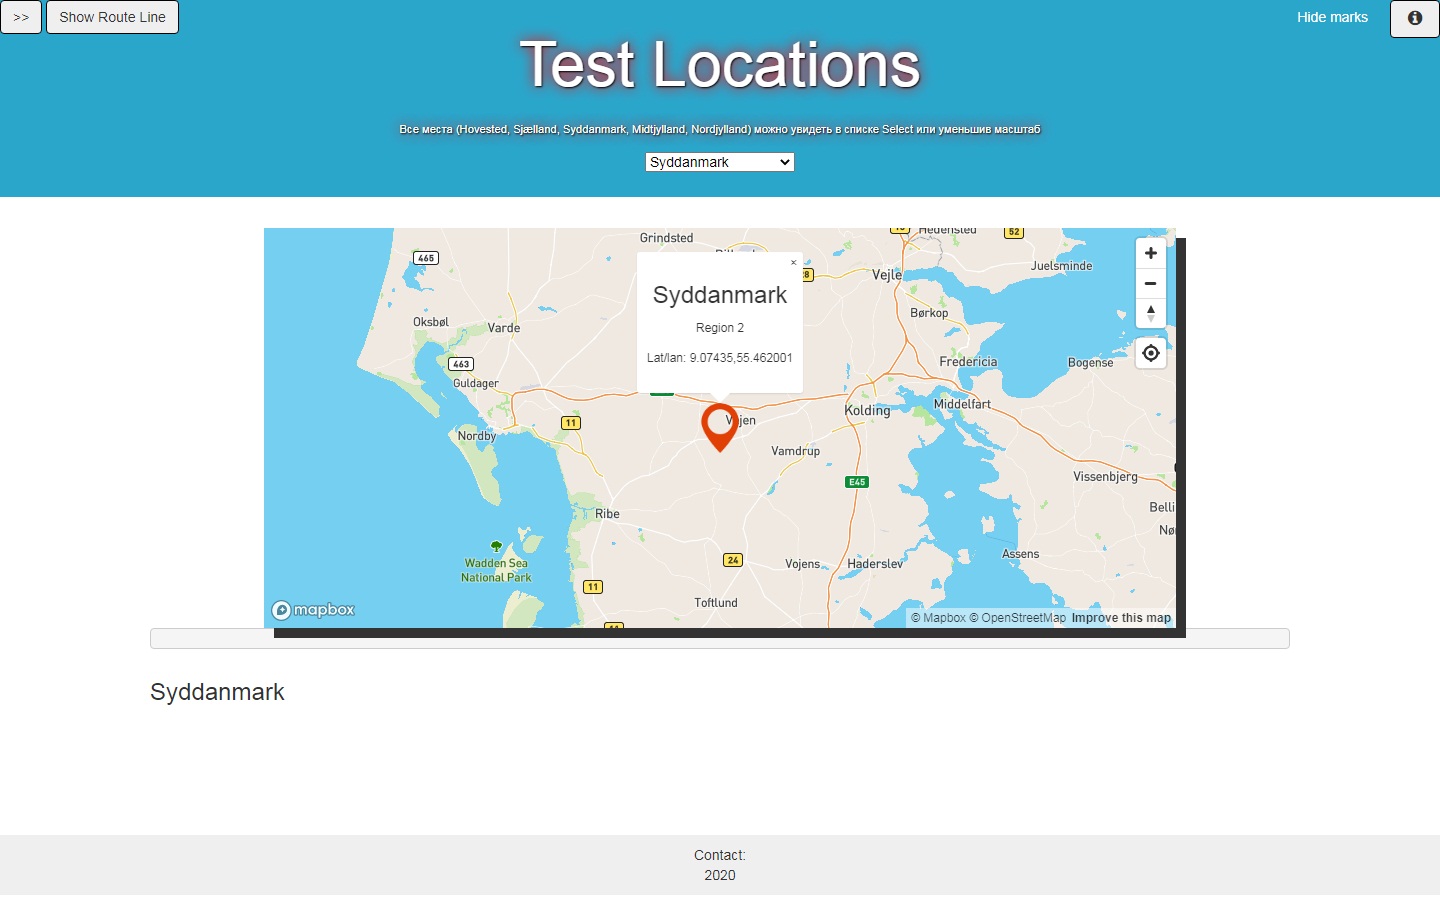 >>
Show Route Line
Hide marks
Test Locations
Все места (Hovested, Sjælland, Syddanmark, Midtjylland, Nordjylland) можно увидеть в списке Select или уменьшив масштаб
Syddanmark
Grindsted
Hedensted
52
465
Juelsminde
Vejle
×
Syddanmark
Region 2
Lat/lan: 9.07435,55.462001
Oksbøl
Varde
Børkop
463
Guldager
Fredericia
Bogense
Kolding
Middelfart
11
Nordby
Vamdrup
Vissenbjerg
E45
Ribe
Wadden Sea
National Park
24
Vojens
Haderslev
Assens
11
Toftlund
mapbox
© Mapbox © OpenStreetMap Improve this map
Syddanmark
Contact:
2020